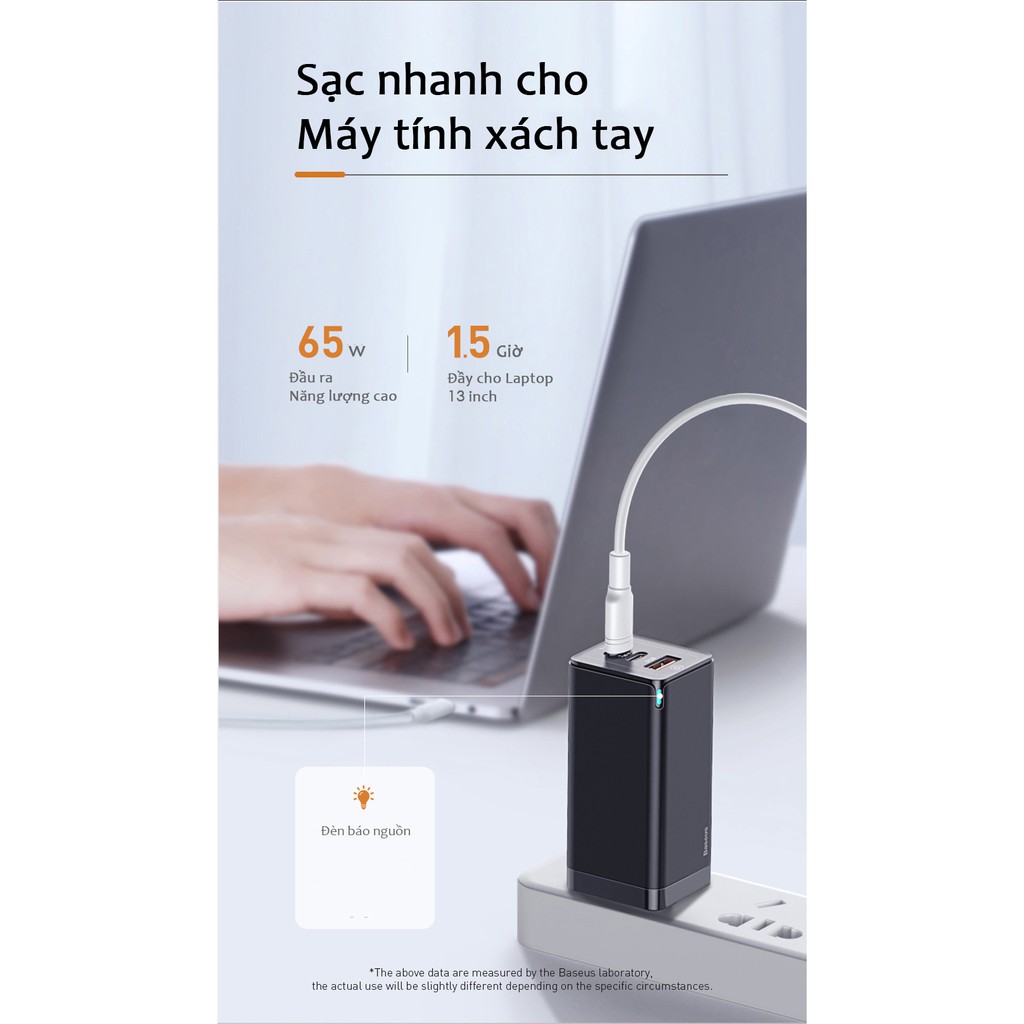 Sạc nhanh cho
Máy tính xách tay
65 W
Đầu ra
Năng lượng cao
1.5 Giờ
Đầy cho Laptop
13 inch
Đèn báo nguồn
Baseus
*The above data are measured by the Baseus laboratory,
the actual use will be slightly different depending on the specific circumstances.